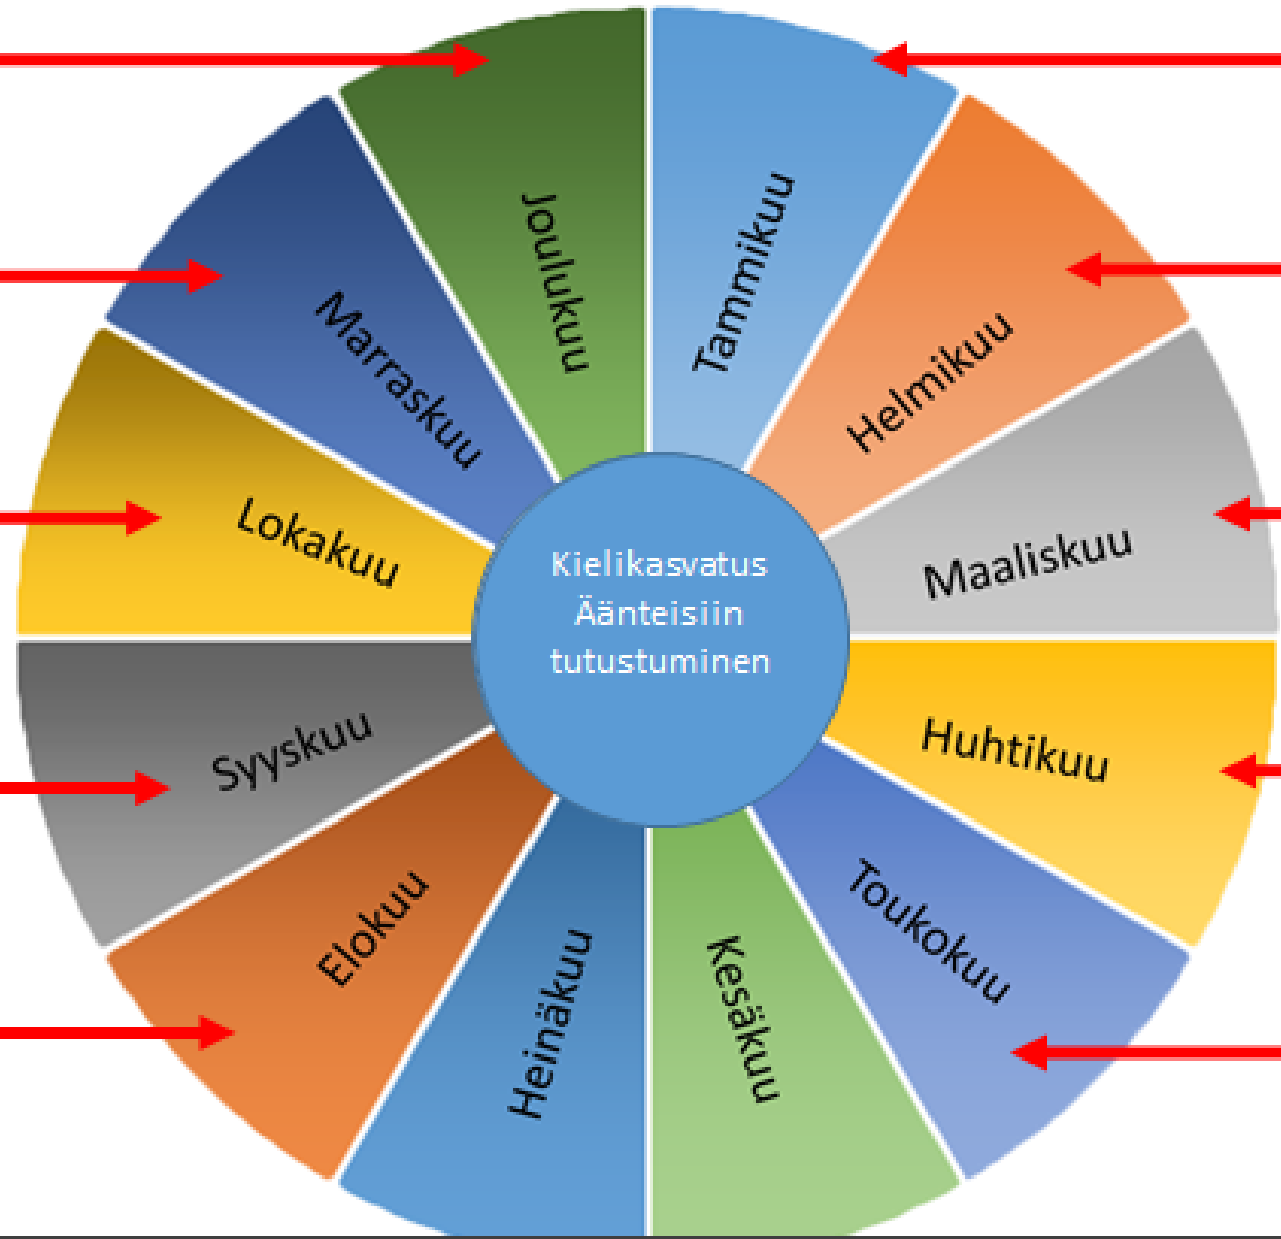 Tammikuu
Helmikuu
Maaliskuu
Huhtikuu
Toukokuu
Kesäkuu
Heinäkuu
Elokuu
Syyskuu
Lokakuu
Marraskuu
Joulukuu
Kielikasvatus
Äänteisiin
tutustuminen